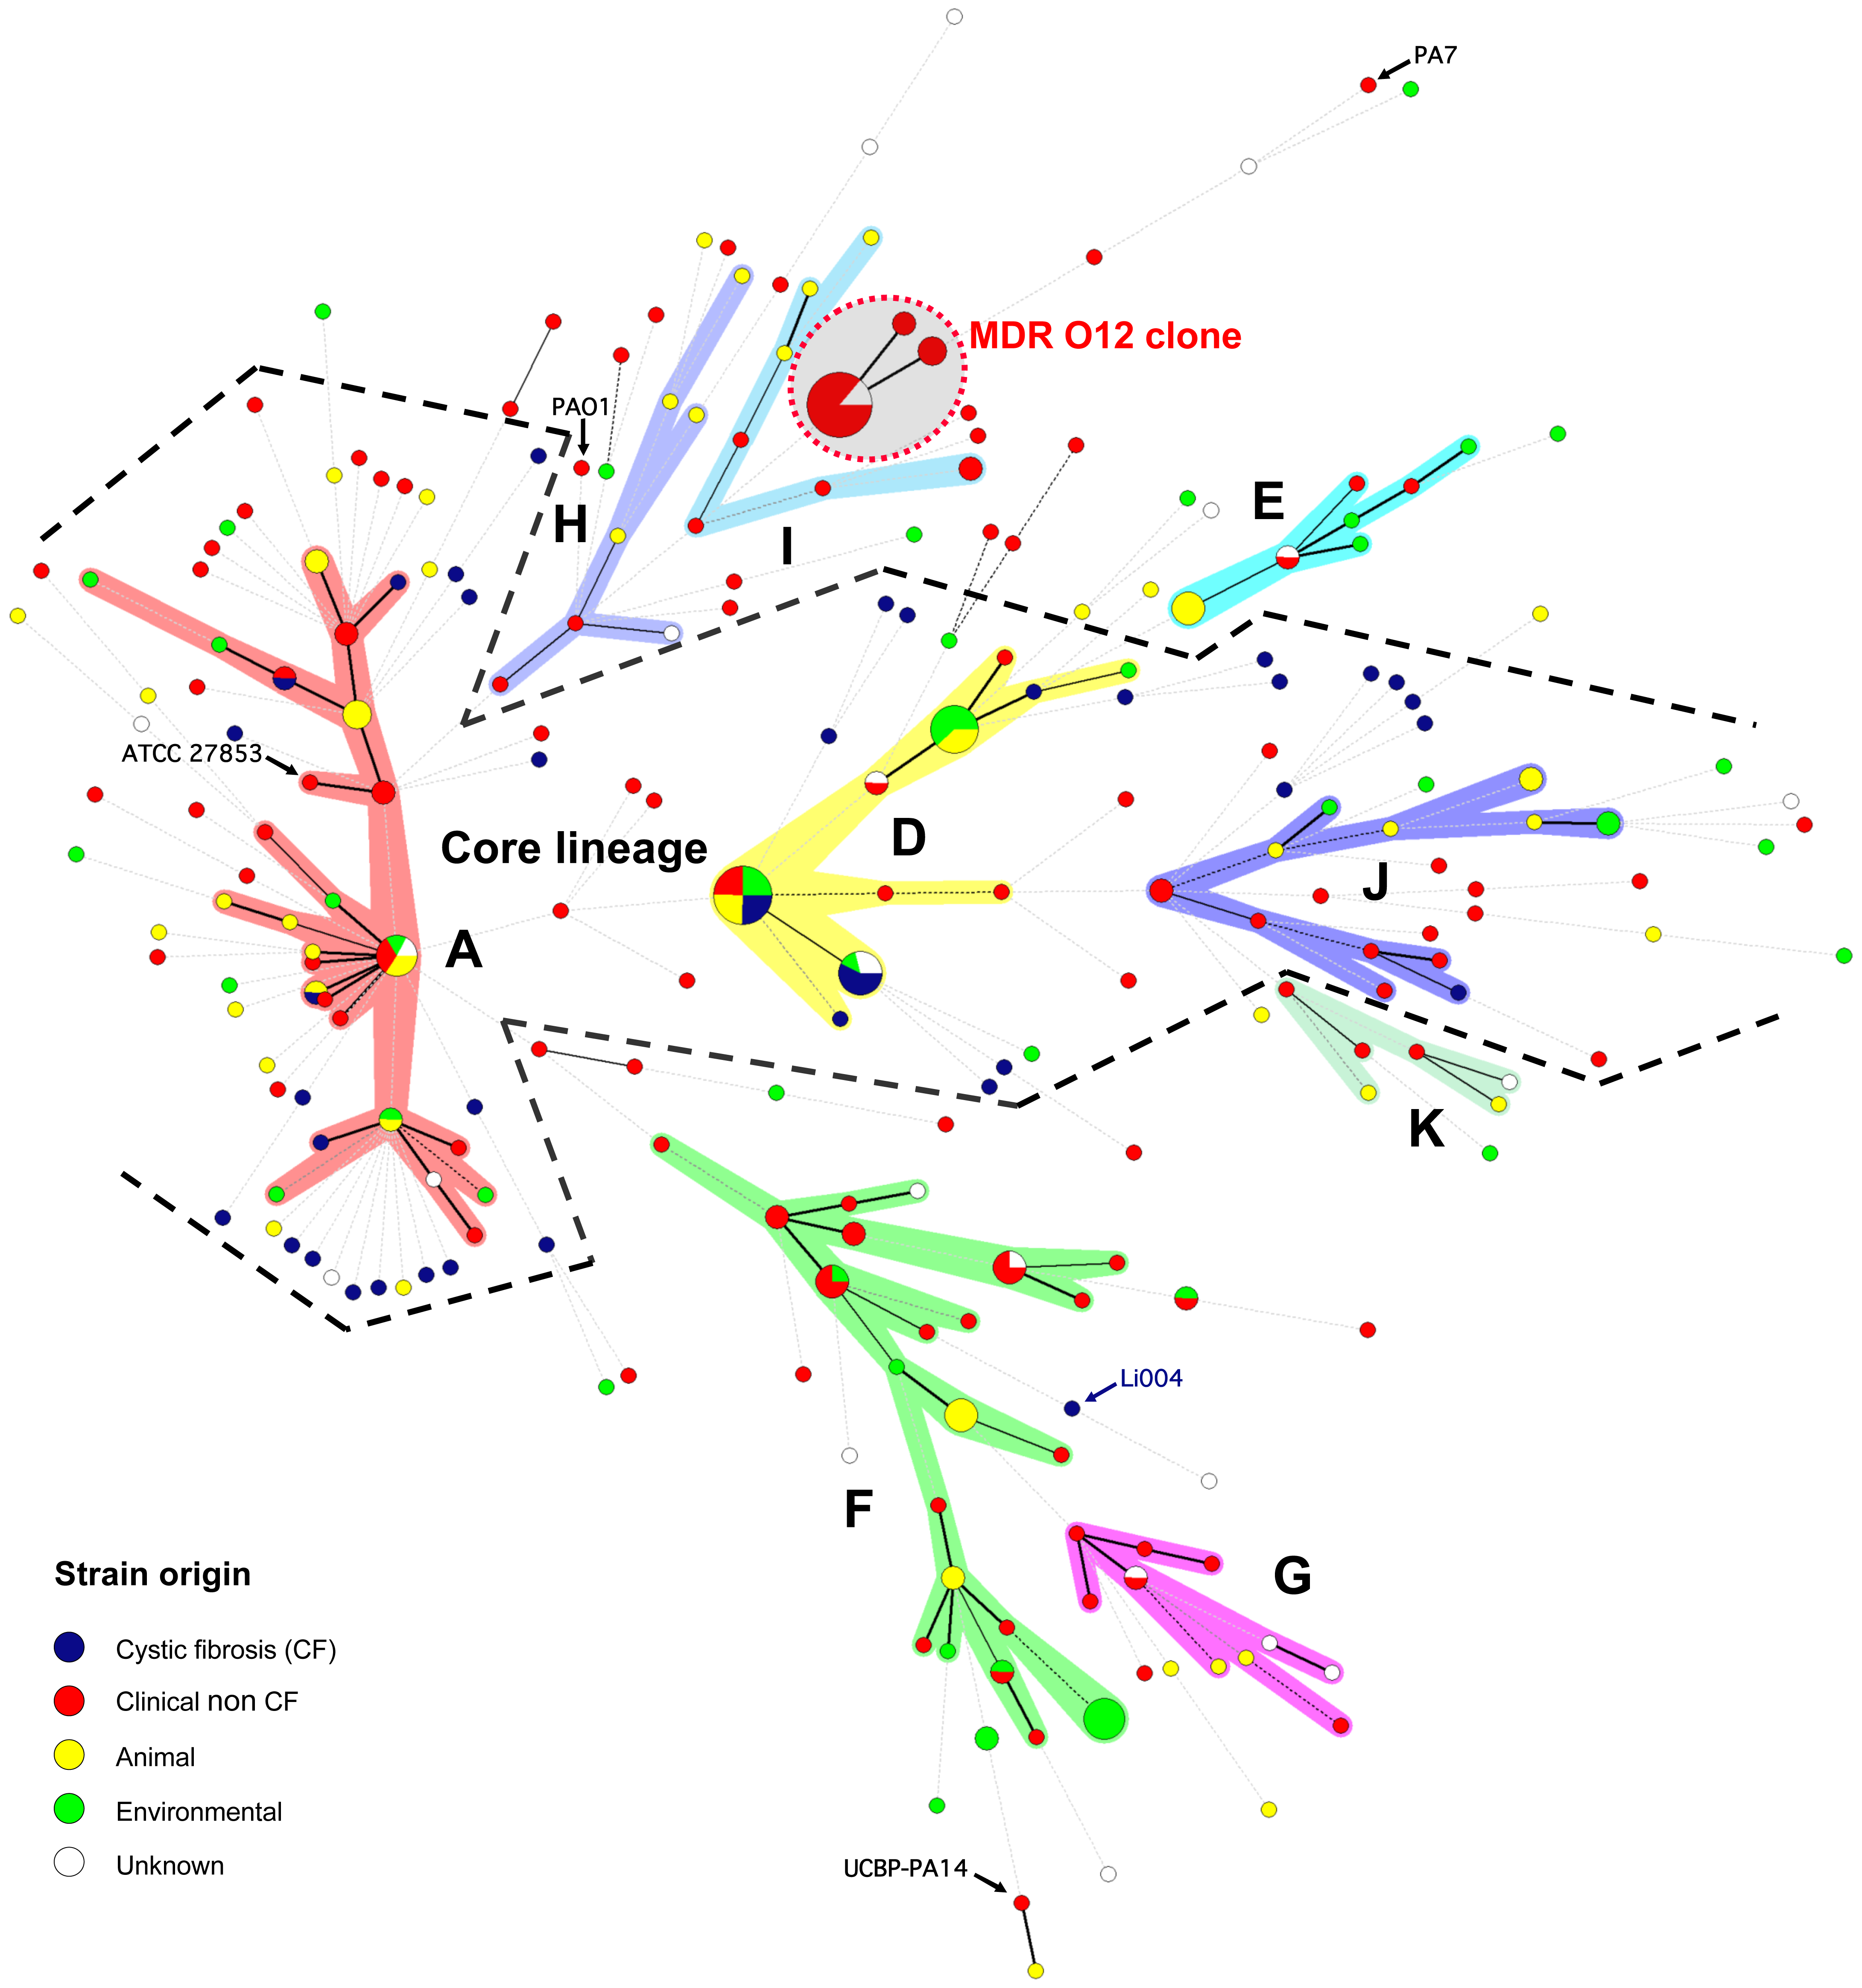 PA7
MDR O12 clone
PAO1
H
I
E
ATCC 27853
Core lineage
D
J
A
K
Li004
F
G
Strain origin
Cystic fibrosis (CF)
Clinical non CF
Animal
Environmental
Unknown
UCBP-PA14